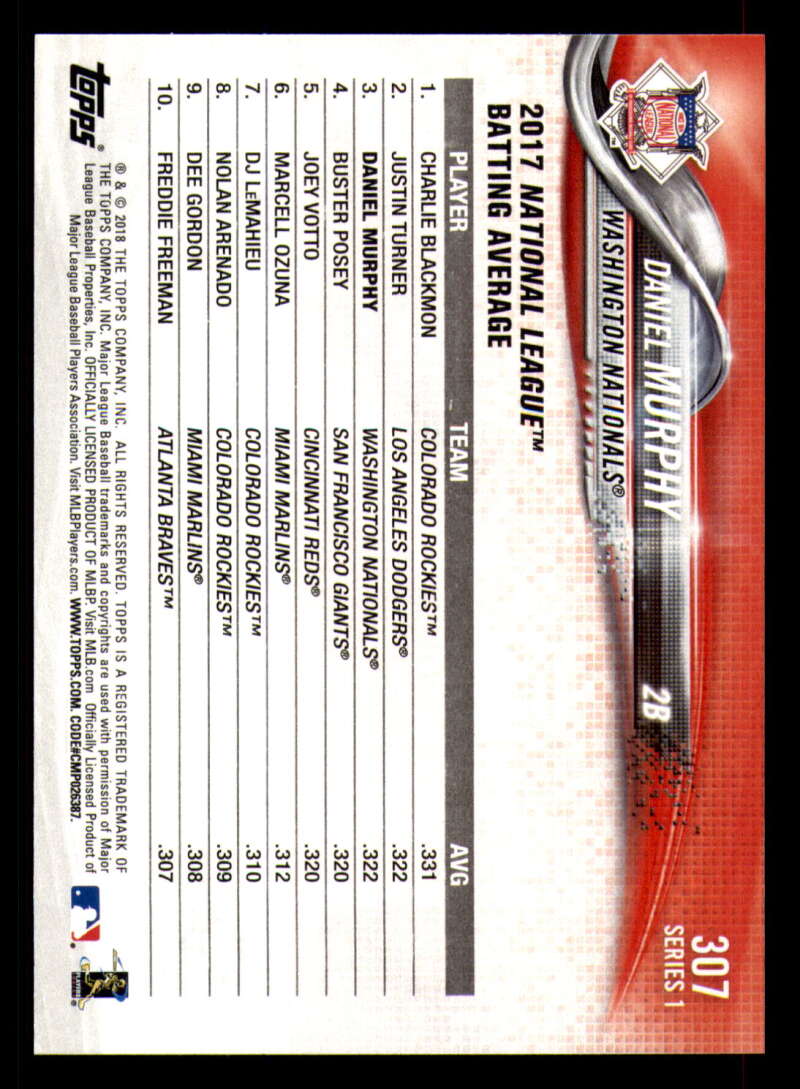 307
SERIES 1
DANIEL MURPHY 2B
WASHINGTON NATIONALS®
NATIONAL LEAGUE
TM
2017 NATIONAL LEAGUE™
BATTING AVERAGE
PLAYER TEAM AVG
1. CHARLIE BLACKMON COLORADO ROCKIES™ .331
2. JUSTIN TURNER LOS ANGELES DODGERS® .322
3. DANIEL MURPHY WASHINGTON NATIONALS® .322
4. BUSTER POSEY SAN FRANCISCO GIANTS® .320
5. JOEY VOTTO CINCINNATI REDS® .320
6. MARCELL OZUNA MIAMI MARLINS® .312
7. DJ LeMAHIEU COLORADO ROCKIES™ .310
8. NOLAN ARENADO COLORADO ROCKIES™ .309
9. DEE GORDON MIAMI MARLINS® .308
10. FREDDIE FREEMAN ATLANTA BRAVES™ .307
topps®
® & © 2018 THE TOPPS COMPANY, INC. ALL RIGHTS RESERVED. TOPPS IS A REGISTERED TRADEMARK OF
THE TOPPS COMPANY, INC. Major League Baseball trademarks and copyrights are used with permission of Major
League Baseball Properties, Inc. OFFICIALLY LICENSED PRODUCT OF MLBP. Visit MLB.com Officially Licensed Product of
Major League Baseball Players Association. Visit MLBPlayers.com. WWW.TOPPS.COM. CODE#CMP026387.
PLAYERS